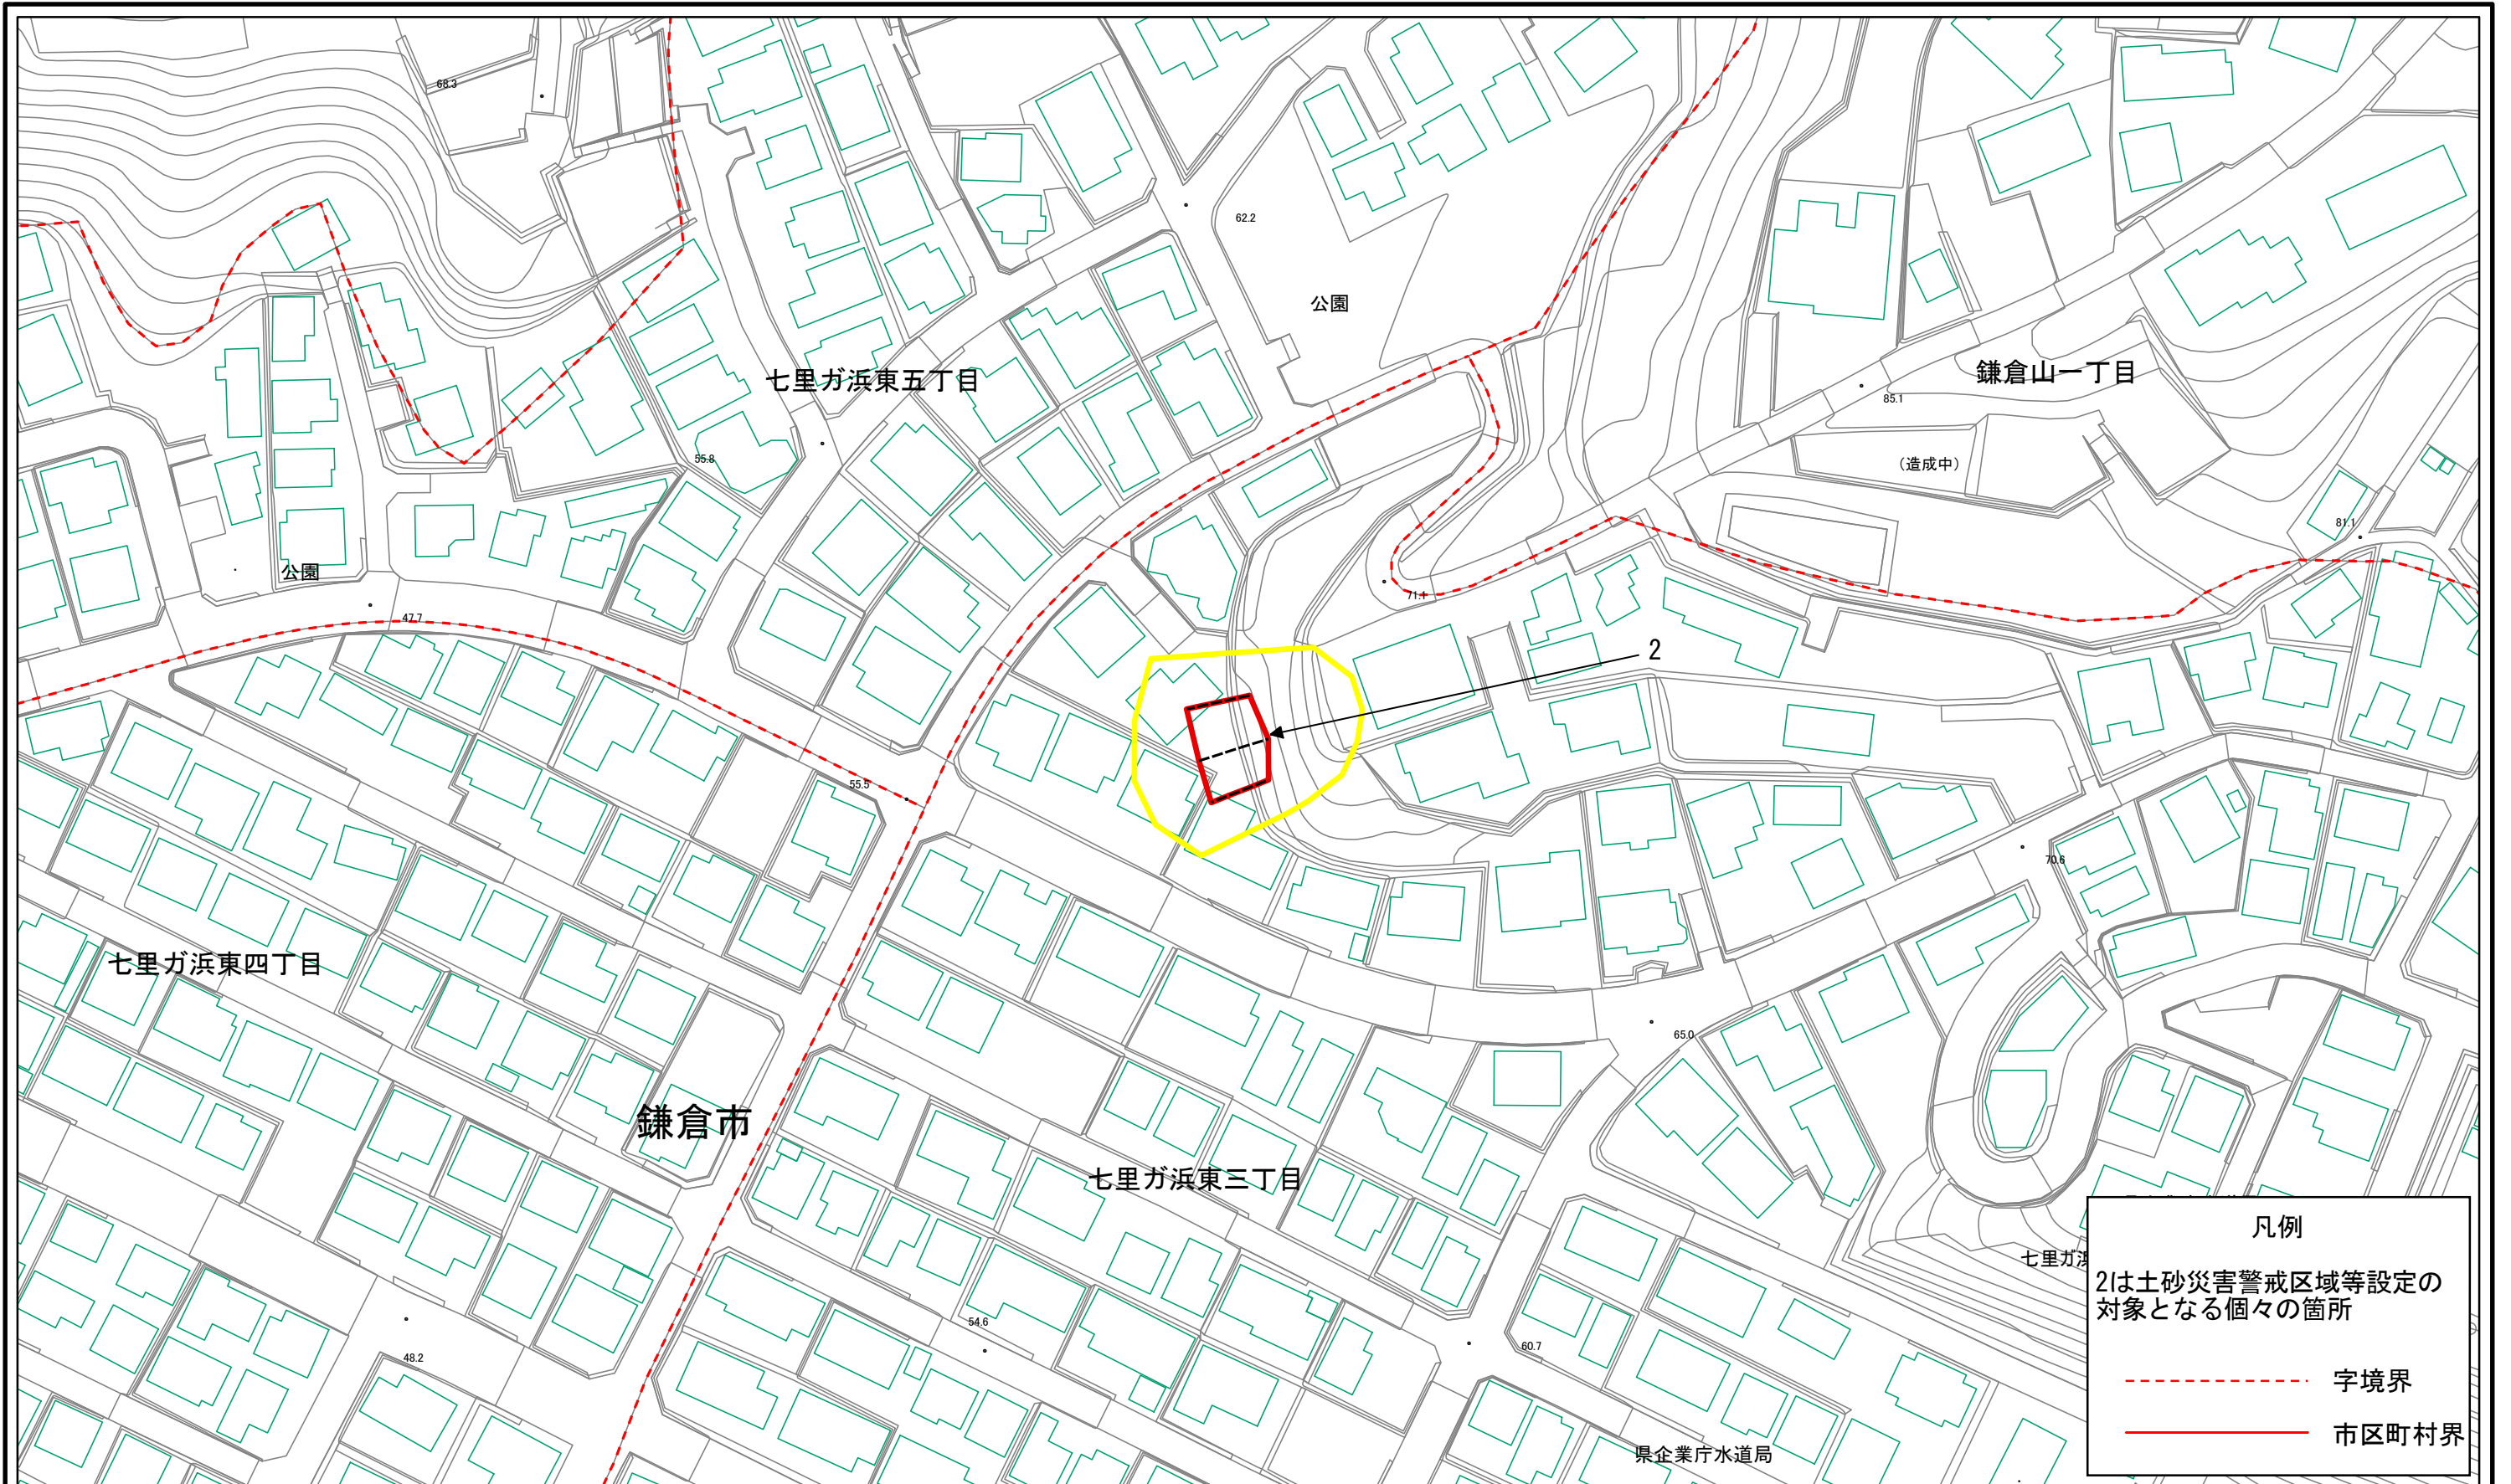 68.3
62.2
公園
七里ガ浜東五丁目
鎌倉山一丁目
85.1
55.8
(造成中)
81.1
公園
71.1
47.7
2
55.5
70.6
七里ガ浜東四丁目
65.0
鎌倉市
七里ガ浜東三丁目
七里ガ浜
54.6
60.7
48.2
県企業庁水道局
凡例
2は土砂災害警戒区域等設定の
対象となる個々の箇所
字境界
市区町村界